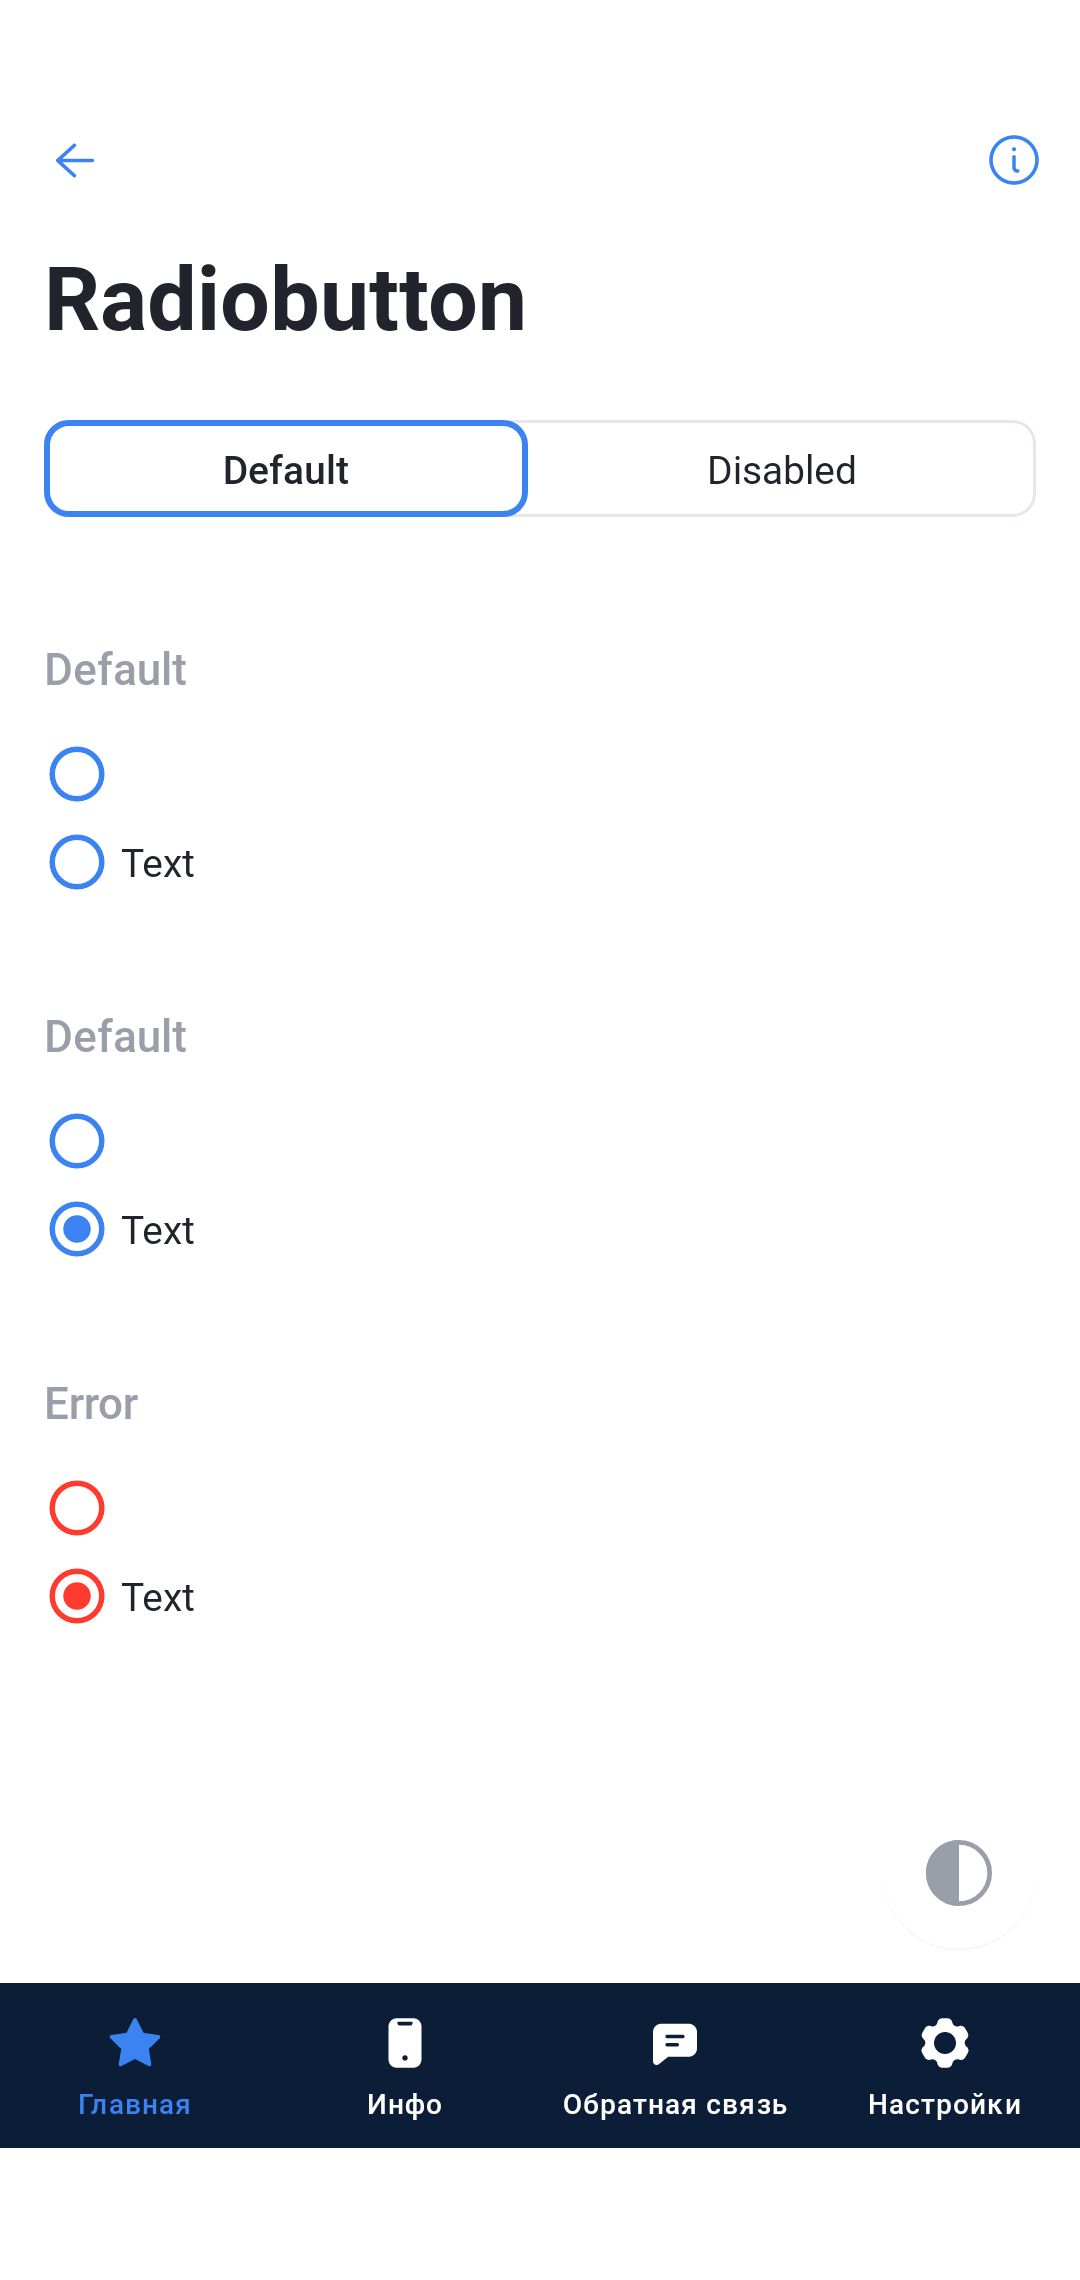 Radiobutton
Default Disabled
Default
Text
Default
Text
Error
Text
Главная Инфо Обратная связь Настройки